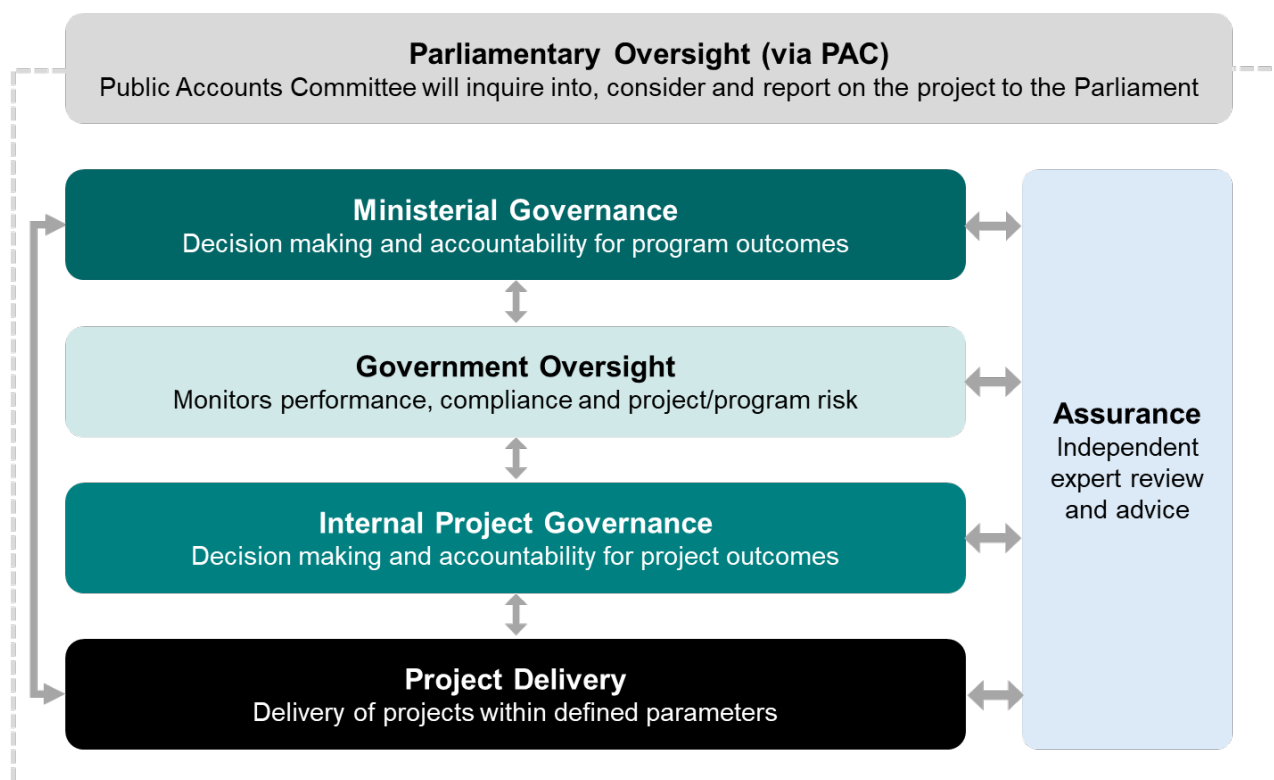 Parliamentary Oversight (via PAC)
Public Accounts Committee will inquire into, consider and report on the project to the Parliament
Ministerial Governance
Decision making and accountability for program outcomes
Government Oversight
Monitors performance, compliance and project/program risk
Internal Project Governance
Decision making and accountability for project outcomes
Project Delivery
Delivery of projects within defined parameters
Assurance
Independent
expert review
and advice